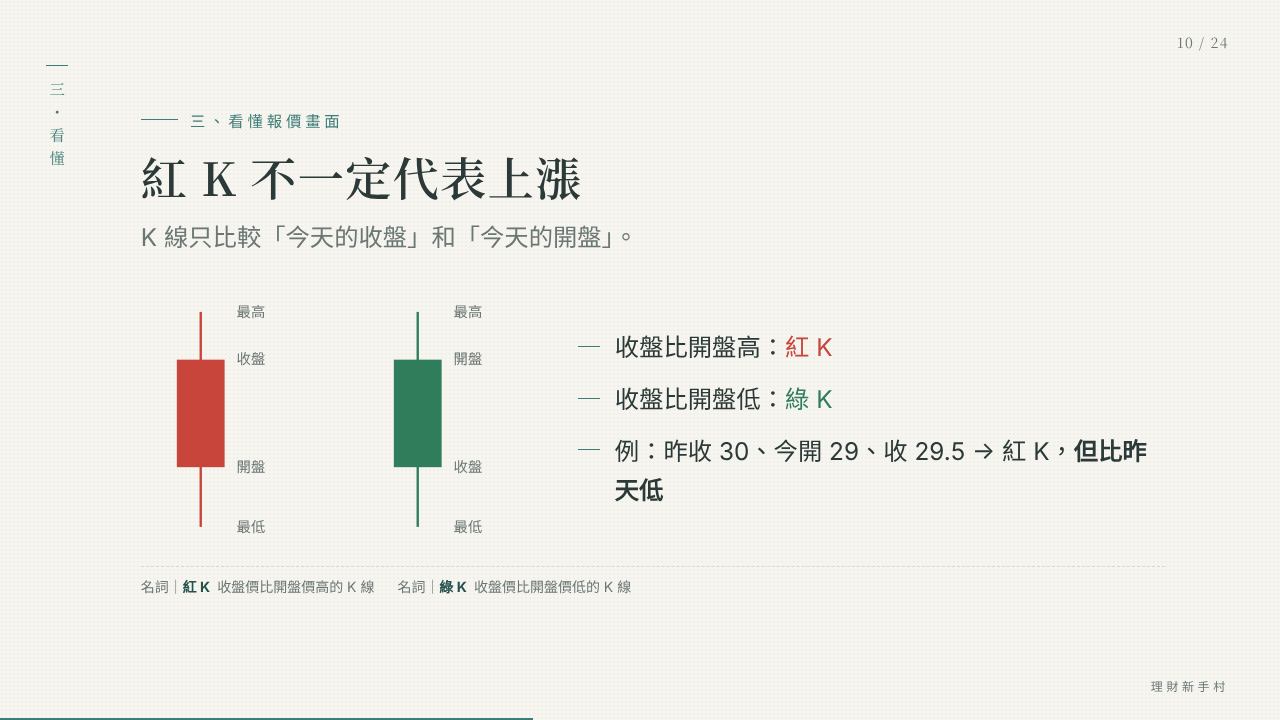 10 / 24
三・看懂
三、看懂報價畫面
紅 K 不一定代表上漲
K 線只比較「今天的收盤」和「今天的開盤」。
最高
收盤
開盤
最低
最高
開盤
收盤
最低
收盤比開盤高：紅 K
收盤比開盤低：綠 K
例：昨收 30、今開 29、收 29.5 → 紅 K，但比昨
天低
名詞｜紅 K 收盤價比開盤價高的 K 線 名詞｜綠 K 收盤價比開盤價低的 K 線
理財新手村